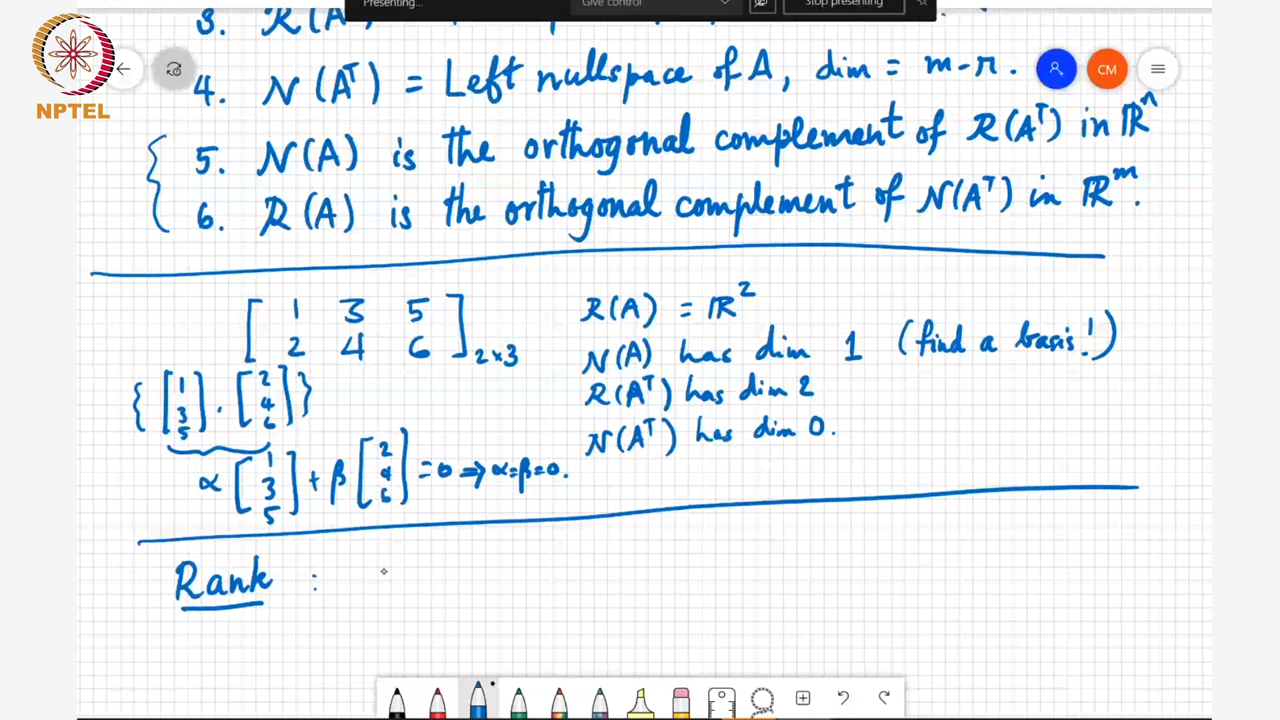 Presenting...
Give control
Stop presenting
3. R(A
NPTEL
CM
4. N(Aᵀ) = Left nullspace of A, dim = m-r.
5. N(A) is the orthogonal complement of R(Aᵀ) in ℝⁿ
6. R(A) is the orthogonal complement of N(Aᵀ) in ℝᵐ.
[1 3 5
2 4 6]₂ₓ₃
R(A) = ℝ²
N(A) has dim 1 (find a basis!)
R(Aᵀ) has dim 2
N(Aᵀ) has dim 0.
{[1 3 5], [2 4 6]}
α[1 3 5] + β[2 4 6] = 0 ⇒ α=β=0.
Rank :